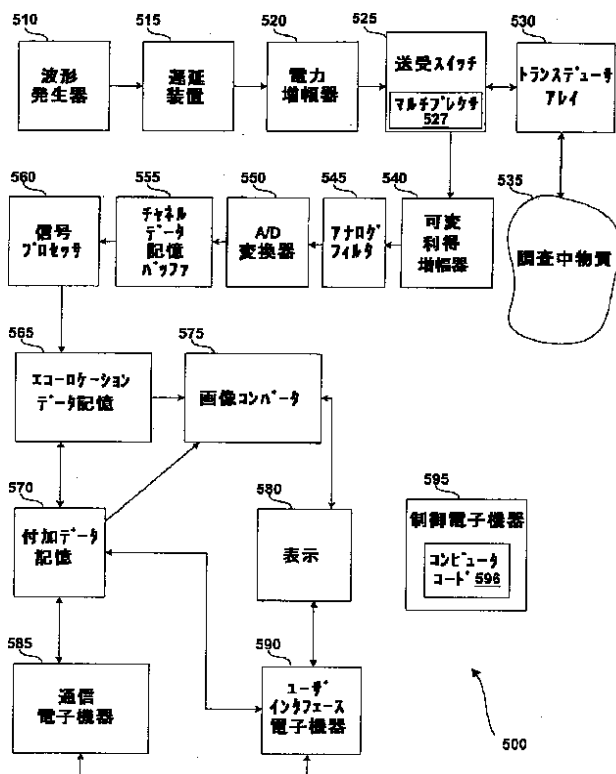 510
波形
発生器
515
遅延
装置
520
電力
増幅器
525
送受スイッチ
マルチプレクサ
527
530
トランスデューサ
アレイ
535
調査中物質
540
可変
利得
増幅器
545
アナログ
フィルタ
550
A/D
変換器
555
チャネル
データ
記憶
バッファ
560
信号
プロセッサ
565
エコーロケーション
データ記憶
575
画像コンバータ
570
付加データ
記憶
580
表示
595
制御電子機器
コンピュータ
コード 596
585
通信
電子機器
590
ユーザ
インタフェース
電子機器
500